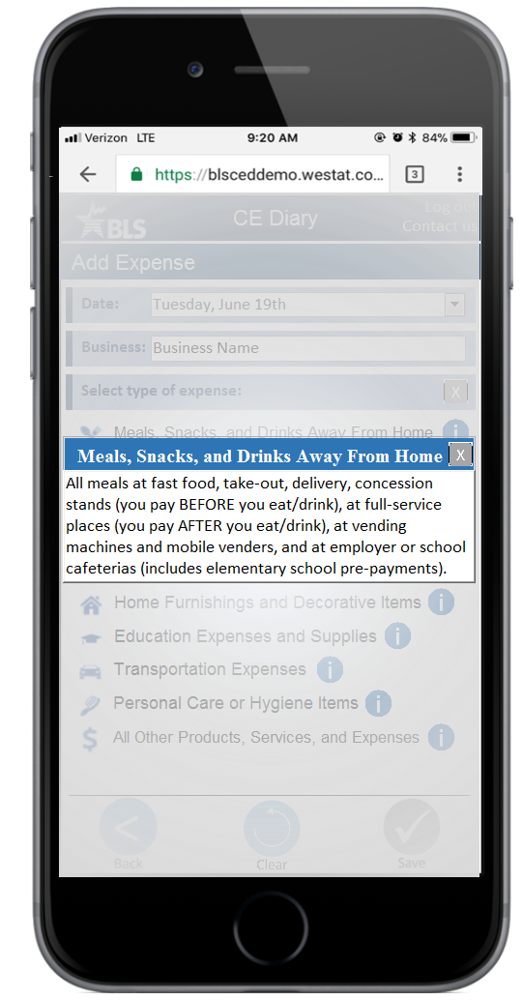 Verizon LTE 9:20 AM 84%
https://blsceddemo.westat.co... 3
BLS CE Diary Log out
Contact us
Add Expense
Date: Tuesday, June 19th
Business: Business Name
Select type of expense: X
Meals, Snacks, and Drinks Away From Home i
Meals, Snacks, and Drinks Away From Home X
All meals at fast food, take-out, delivery, concession
stands (you pay BEFORE you eat/drink), at full-service
places (you pay AFTER you eat/drink), at vending
machines and mobile venders, and at employer or school
cafeterias (includes elementary school pre-payments).
Home Furnishings and Decorative Items i
Education Expenses and Supplies i
Transportation Expenses i
Personal Care or Hygiene Items i
$ All Other Products, Services, and Expenses i
Back Clear Save